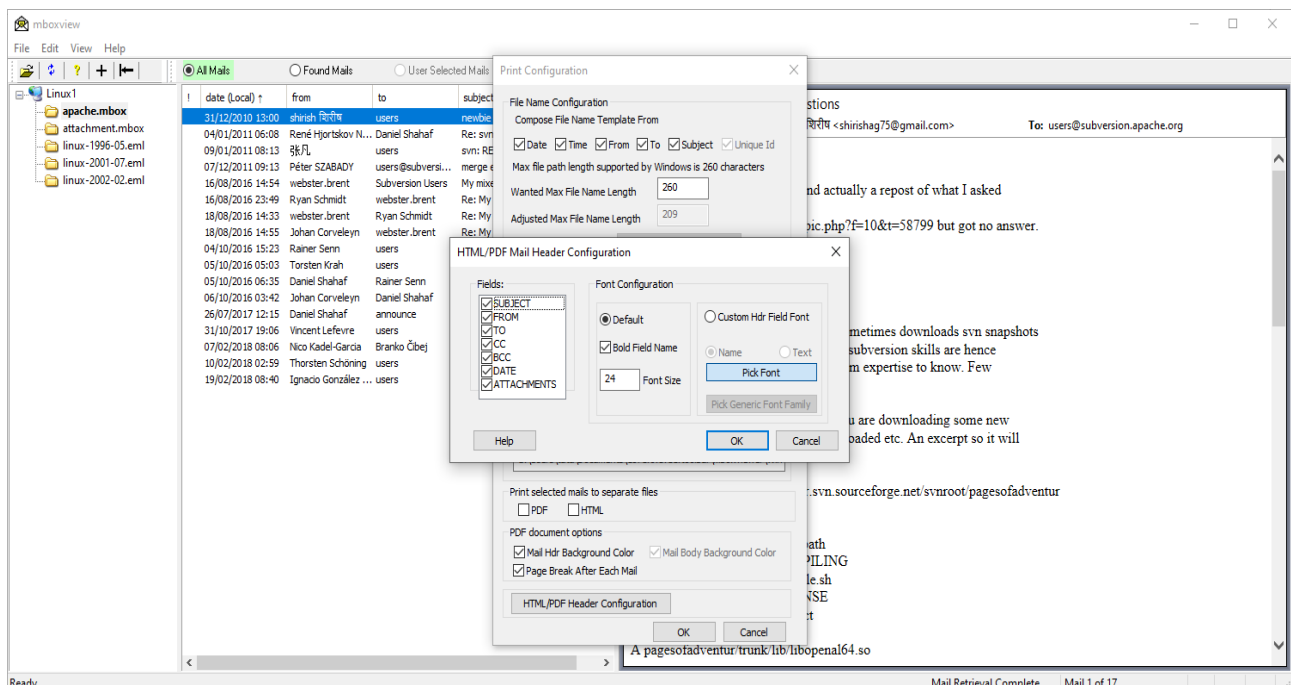 mboxview
File Edit View Help
All Mails Found Mails User Selected Mails
Linux1
apache.mbox
attachment.mbox
linux-1996-05.eml
linux-2001-07.eml
linux-2002-02.eml
! date (Local) ↑ from to subject
31/12/2010 13:00 shirish शिरीष users newbie
04/01/2011 06:08 René Hjortskov N... Daniel Shahaf Re: svn
09/01/2011 08:13 张凡 users svn: RE
07/12/2011 09:13 Péter SZABADY users@subversi... merge e
16/08/2016 14:54 webster.brent Subversion Users My mixe
16/08/2016 23:49 Ryan Schmidt webster.brent Re: My
18/08/2016 14:33 webster.brent Ryan Schmidt Re: My
18/08/2016 14:55 Johan Corveleyn webster.brent Re: My
04/10/2016 15:23 Rainer Senn users
05/10/2016 05:03 Torsten Krah users
05/10/2016 06:35 Daniel Shahaf Rainer Senn
06/10/2016 03:42 Johan Corveleyn Daniel Shahaf
26/07/2017 12:15 Daniel Shahaf announce
31/10/2017 19:06 Vincent Lefevre users
07/02/2018 08:06 Nico Kadel-Garcia Branko Čibej
10/02/2018 02:59 Thorsten Schöning users
19/02/2018 08:40 Ignacio González ... users
Print Configuration
File Name Configuration
Compose File Name Template From
Date Time From To Subject Unique Id
Max file path length supported by Windows is 260 characters
Wanted Max File Name Length 260
Adjusted Max File Name Length 209
HTML/PDF Mail Header Configuration
Fields:
SUBJECT
FROM
TO
CC
BCC
DATE
ATTACHMENTS
Font Configuration
Default
Bold Field Name
24 Font Size
Custom Hdr Field Font
Name Text
Pick Font
Pick Generic Font Family
Help OK Cancel
Print selected mails to separate files
PDF HTML
PDF document options
Mail Hdr Background Color Mail Body Background Color
Page Break After Each Mail
HTML/PDF Header Configuration
OK Cancel
stions
शिरीष <shirishag75@gmail.com> To: users@subversion.apache.org
nd actually a repost of what I asked
pic.php?f=10&t=58799 but got no answer.
metimes downloads svn snapshots
subversion skills are hence
m expertise to know. Few
u are downloading some new
oaded etc. An excerpt so it will
r.svn.sourceforge.net/svnroot/pagesofadventur
path
PILING
le.sh
NSE
ct
A pagesofadventur/trunk/lib/libopenal64.so
Ready Mail Retrieval Complete Mail 1 of 17